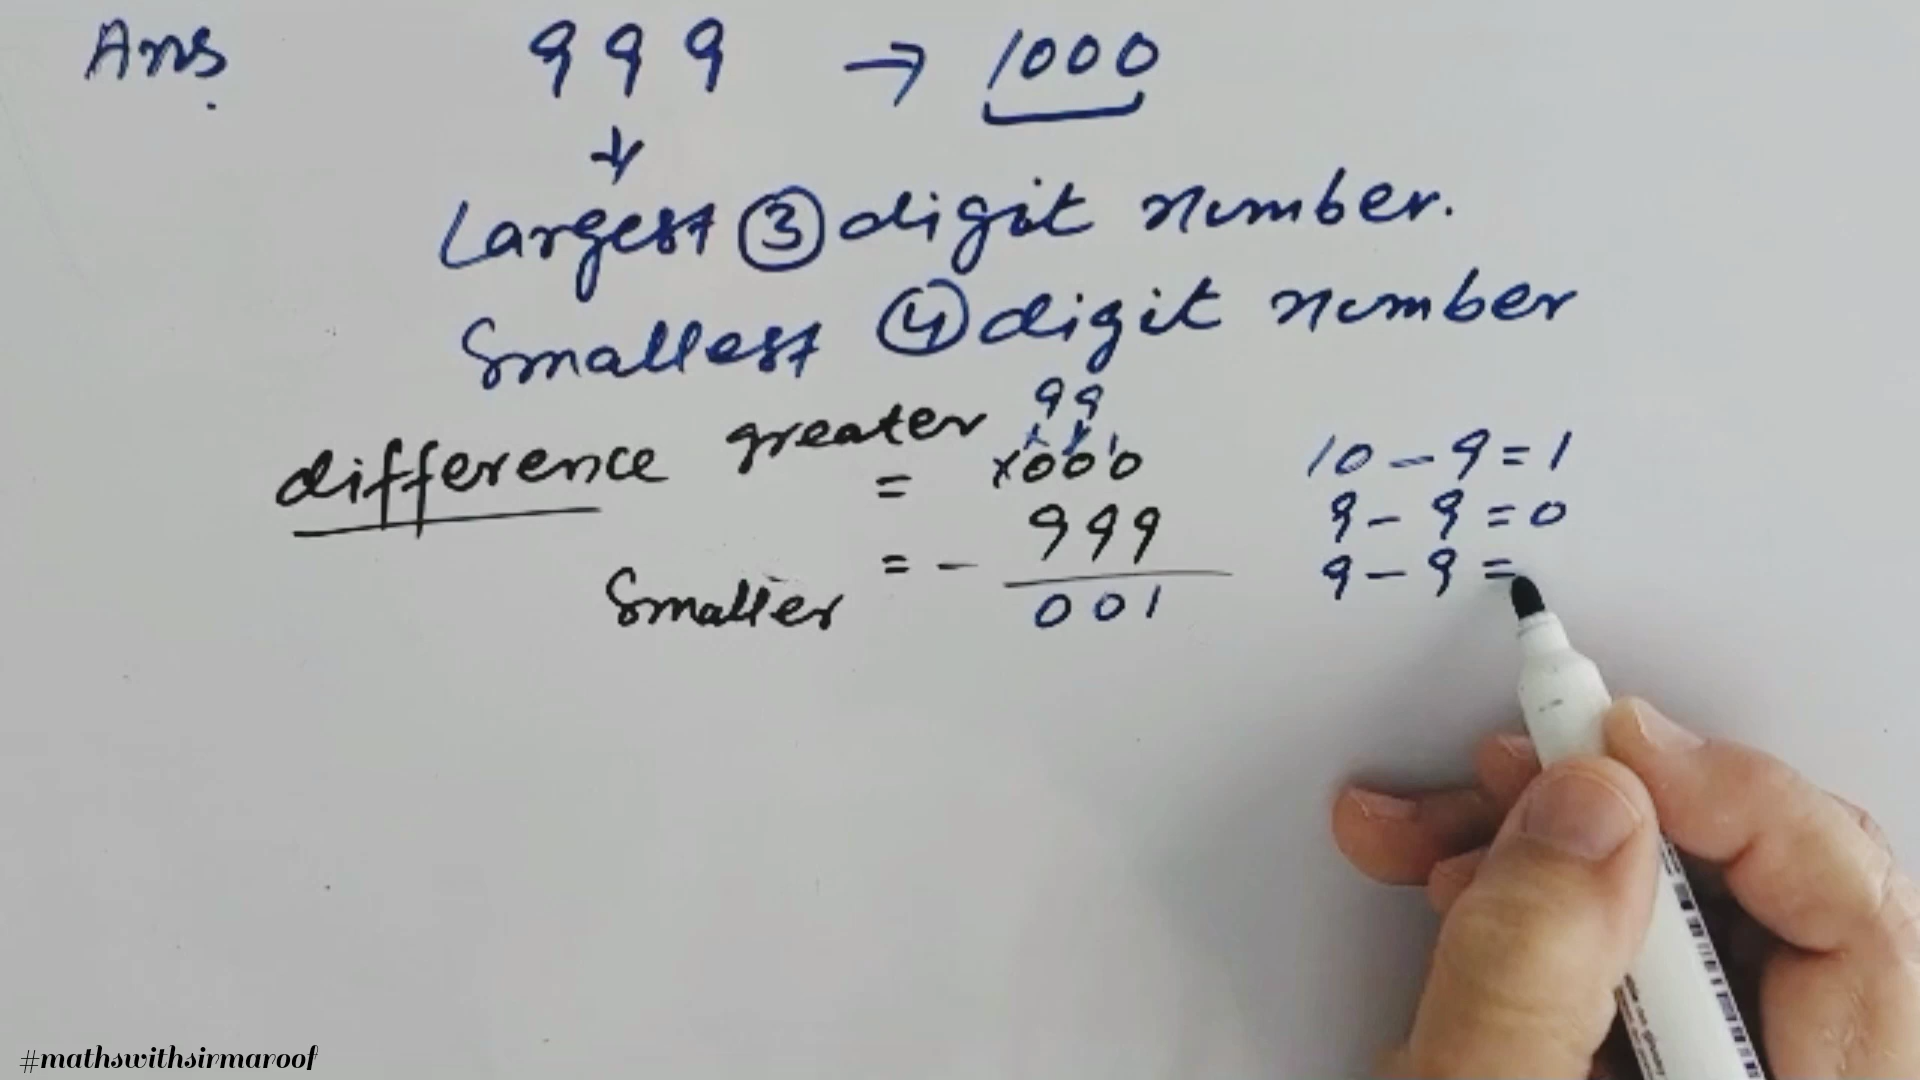 Ans. 999 → 1000
Largest 3 digit number.
Smallest 4 digit number
99
difference greater = 1000 10 - 9 = 1
999 9 - 9 = 0
Smaller = - 9 - 9 =
001
#mathswithsirmaroof